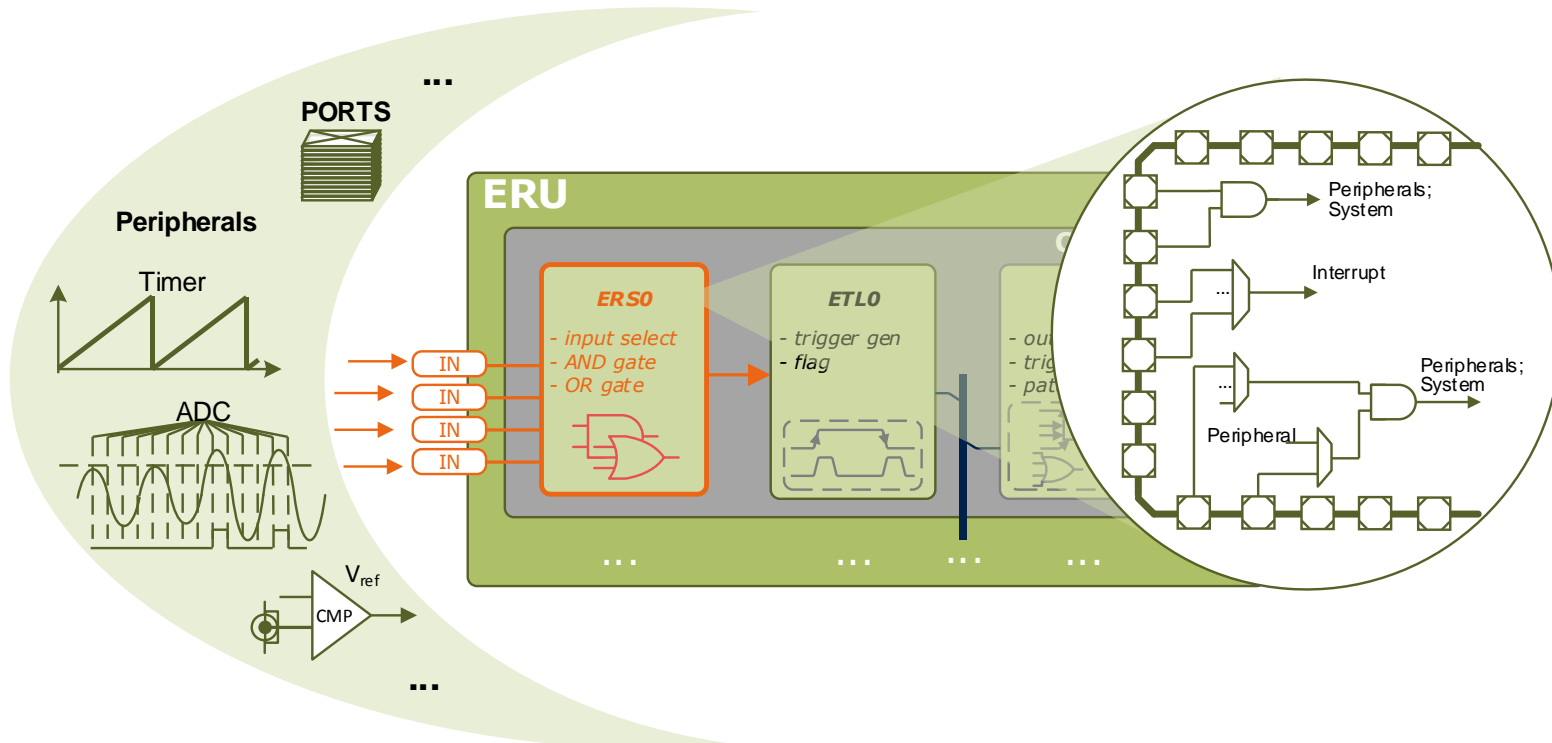 ...
PORTS
Peripherals
Timer
ADC
Vref
CMP
...
ERU
IN
IN
IN
IN
ERS0
- input select
- AND gate
- OR gate
ETL0
- trigger gen
- flag
...
...
...
...
Peripherals;
System
...
Interrupt
...
Peripherals;
System
Peripheral